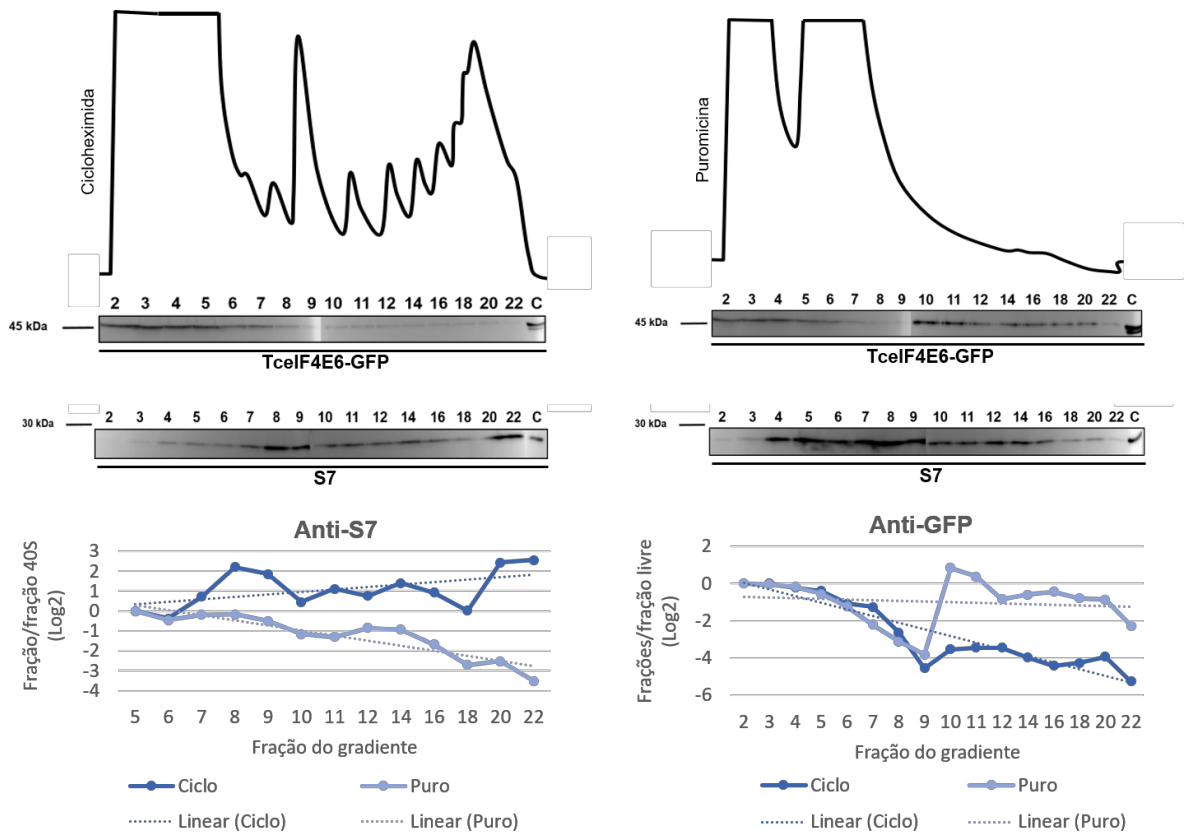 Cicloheximida
2 3 4 5 6 7 8 9 10 11 12 14 16 18 20 22 C
45 kDa
TceIF4E6-GFP
30 kDa
2 3 4 5 6 7 8 9 10 11 12 14 16 18 20 22 C
S7
Puromicina
2 3 4 5 6 7 8 9 10 11 12 14 16 18 20 22 C
45 kDa
TceIF4E6-GFP
30 kDa
2 3 4 5 6 7 8 9 10 11 12 14 16 18 20 22 C
S7
Anti-S7
Fração/fração 40S
(Log2)
3
2
1
0
-1
-2
-3
-4
5 6 7 8 9 10 11 12 14 16 18 20 22
Fração do gradiente
Ciclo Puro
Linear (Ciclo) Linear (Puro)
Anti-GFP
Frações/fração livre
(Log2)
2
0
-2
-4
-6
2 3 4 5 6 7 8 9 10 11 12 14 16 18 20 22
Fração do gradiente
Ciclo Puro
Linear (Ciclo) Linear (Puro)